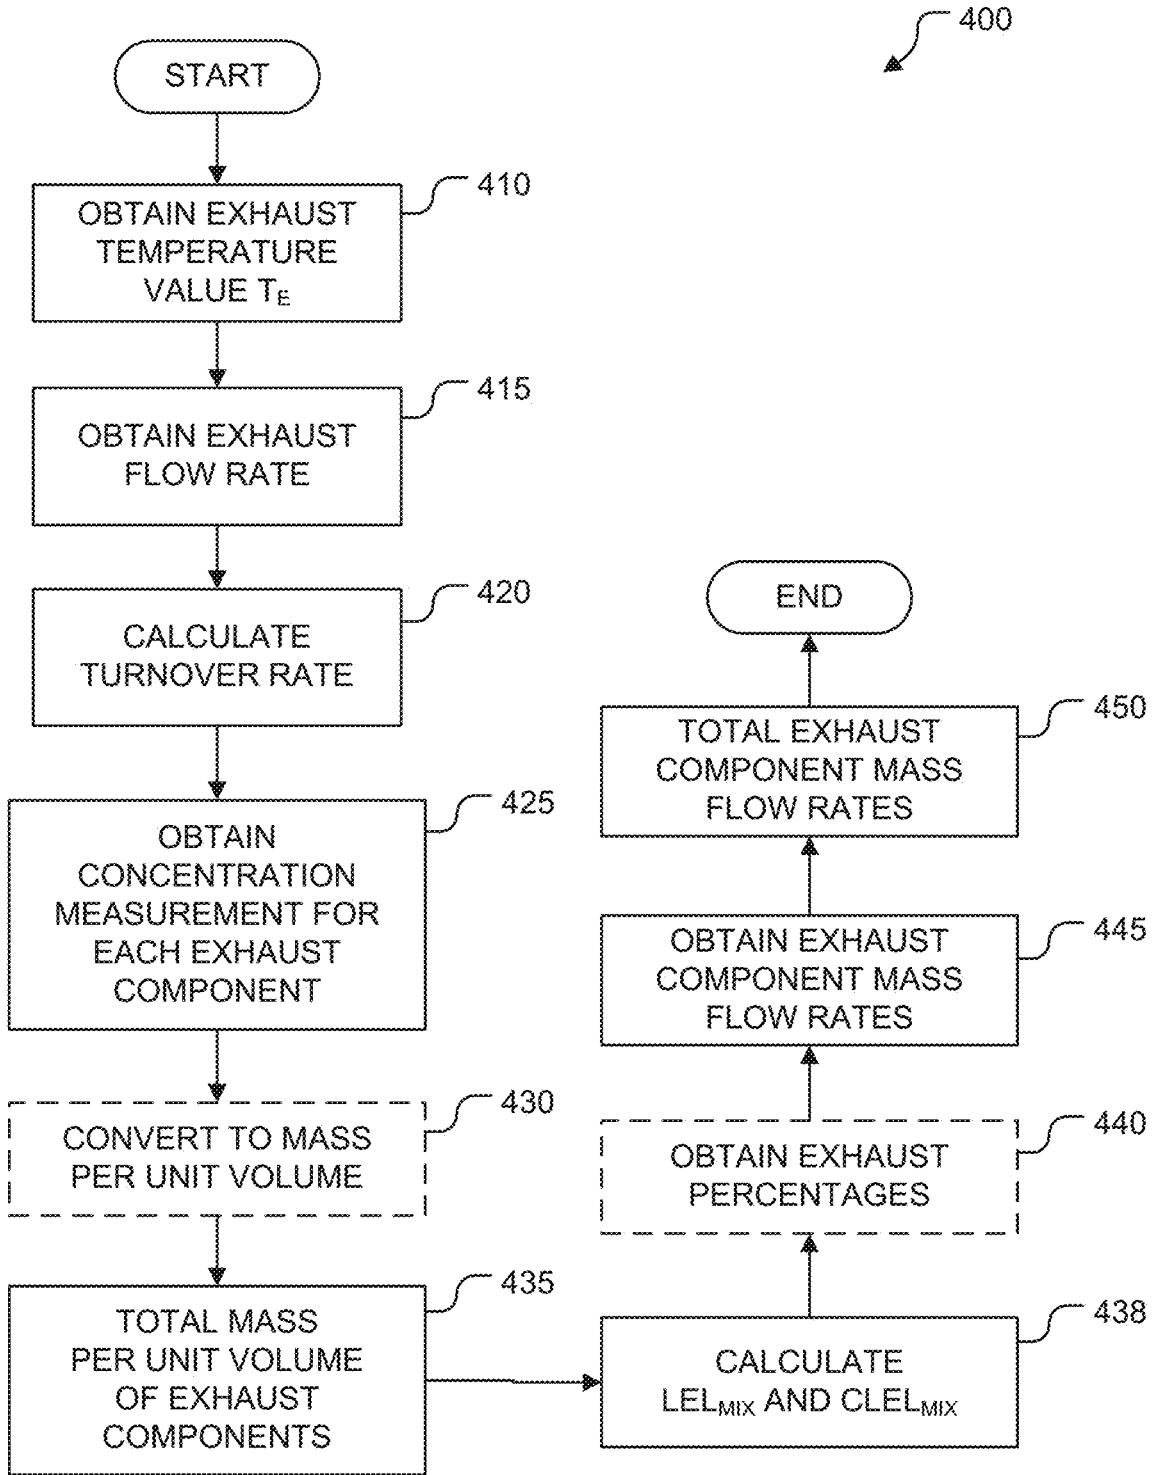 400
START
410
OBTAIN EXHAUST
TEMPERATURE
VALUE TE
415
OBTAIN EXHAUST
FLOW RATE
420
CALCULATE
TURNOVER RATE
425
OBTAIN
CONCENTRATION
MEASUREMENT FOR
EACH EXHAUST
COMPONENT
430
CONVERT TO MASS
PER UNIT VOLUME
435
TOTAL MASS
PER UNIT VOLUME
OF EXHAUST
COMPONENTS
438
CALCULATE
LELMIX AND CLELMIX
440
OBTAIN EXHAUST
PERCENTAGES
445
OBTAIN EXHAUST
COMPONENT MASS
FLOW RATES
450
TOTAL EXHAUST
COMPONENT MASS
FLOW RATES
END